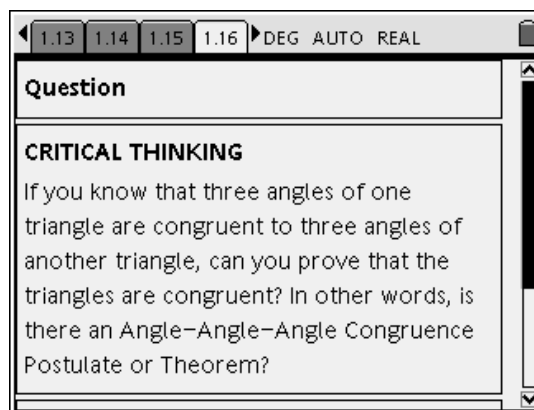 1.13 1.14 1.15 1.16 DEG AUTO REAL
Question
CRITICAL THINKING
If you know that three angles of one
triangle are congruent to three angles of
another triangle, can you prove that the
triangles are congruent? In other words, is
there an Angle–Angle–Angle Congruence
Postulate or Theorem?